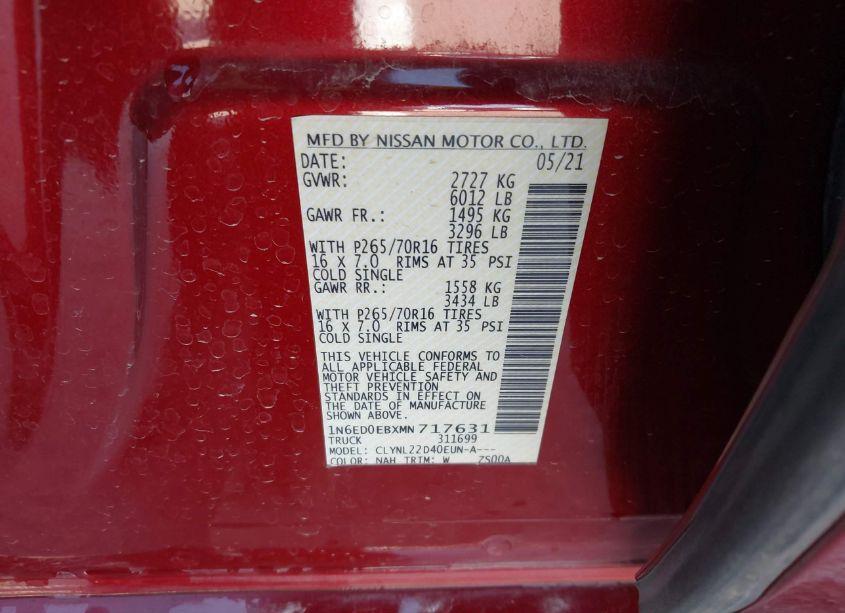 MFD BY NISSAN MOTOR CO., LTD.
DATE: 05/21
GVWR: 2727 KG
6012 LB
GAWR FR.: 1495 KG
3296 LB
WITH P265/70R16 TIRES
16 X 7.0 RIMS AT 35 PSI
COLD SINGLE
GAWR RR.: 1558 KG
3434 LB
WITH P265/70R16 TIRES
16 X 7.0 RIMS AT 35 PSI
COLD SINGLE
THIS VEHICLE CONFORMS TO
ALL APPLICABLE FEDERAL
MOTOR VEHICLE SAFETY AND
THEFT PREVENTION
STANDARDS IN EFFECT ON
THE DATE OF MANUFACTURE
SHOWN ABOVE.
1N6ED0EBXMN717631
TRUCK 311699
MODEL: CLYNL22D40EUN-A---
COLOR: NAH TRIM: W ZS00A